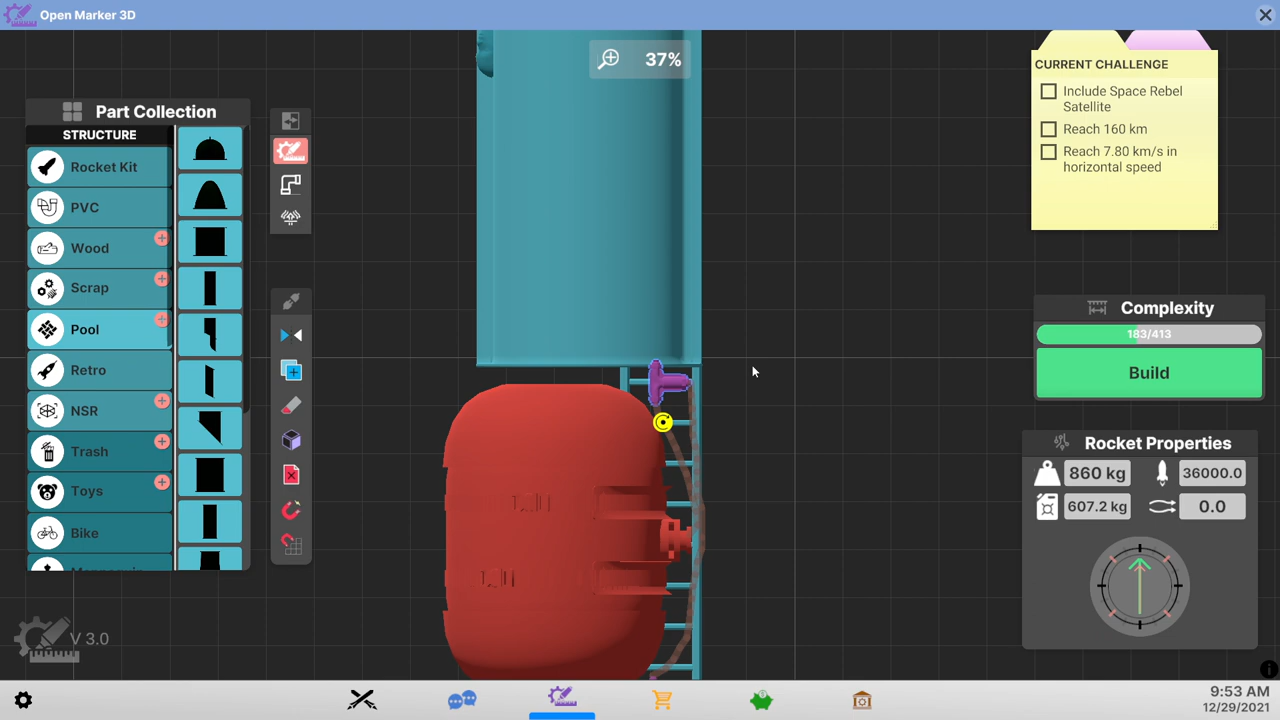 Open Marker 3D
37%
CURRENT CHALLENGE
Include Space Rebel
Satellite
Reach 160 km
Reach 7.80 km/s in
horizontal speed
Part Collection
STRUCTURE
Rocket Kit
PVC
Wood
Scrap
Pool
Retro
NSR
Trash
Toys
Bike
Complexity
183/413
Build
Rocket Properties
860 kg
36000.0
607.2 kg
0.0
V 3.0
9:53 AM
12/29/2021